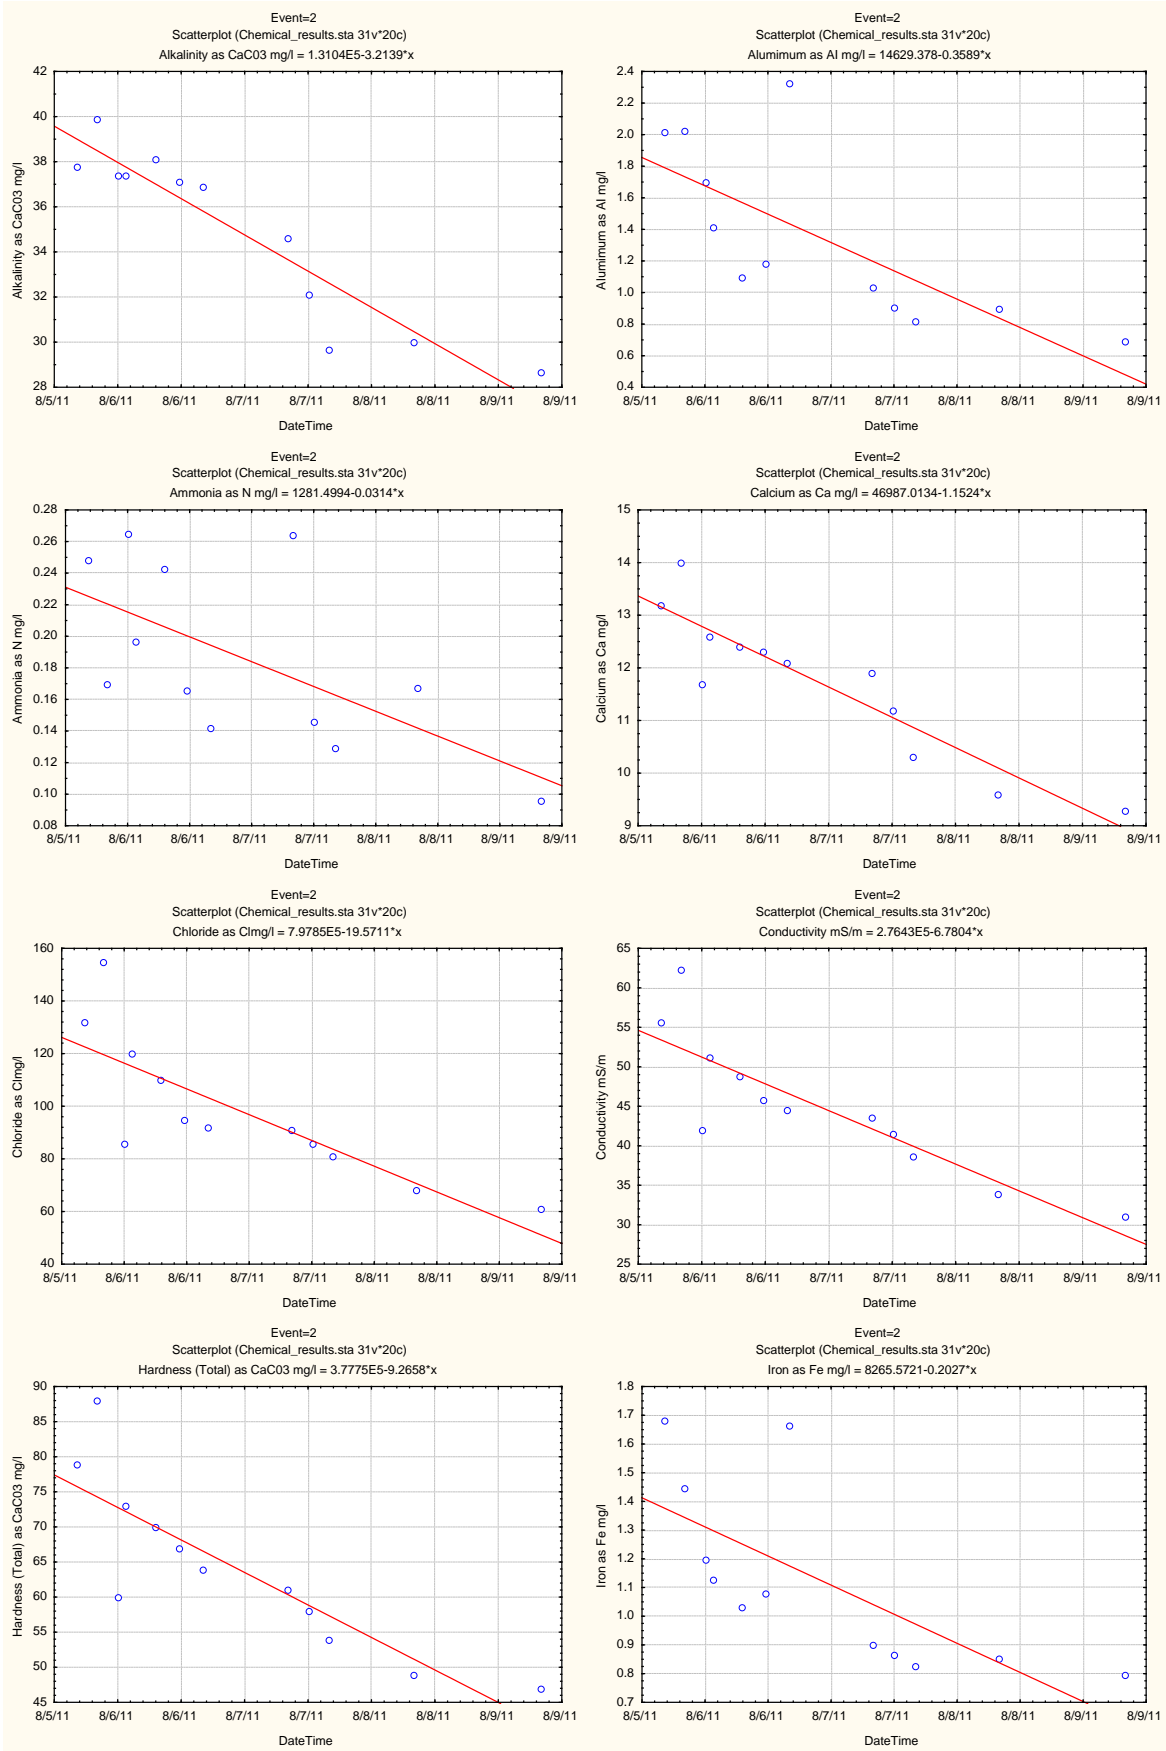 Event=2
Scatterplot (Chemical_results.sta 31v*20c)
Alkalinity as CaC03 mg/l = 1.3104E5-3.2139*x
42
40
38
36
34
32
30
28
Alkalinity as CaC03 mg/l
8/5/11 8/6/11 8/6/11 8/7/11 8/7/11 8/8/11 8/9/11 8/9/11
DateTime
Event=2
Scatterplot (Chemical_results.sta 31v*20c)
Alumimum as Al mg/l = 14629.378-0.3589*x
2.4
2.2
2.0
1.8
1.6
1.4
1.2
1.0
0.8
0.6
0.4
Alumimum as Al mg/l
8/5/11 8/6/11 8/6/11 8/7/11 8/7/11 8/8/11 8/8/11 8/9/11 8/9/11
DateTime
Event=2
Scatterplot (Chemical_results.sta 31v*20c)
Ammonia as N mg/l = 1281.4994-0.0314*x
0.28
0.26
0.24
0.22
0.20
0.18
0.16
0.14
0.12
0.10
0.08
Ammonia as N mg/l
8/5/11 8/6/11 8/6/11 8/7/11 8/7/11 8/8/11 8/8/11 8/9/11 8/9/11
DateTime
Event=2
Scatterplot (Chemical_results.sta 31v*20c)
Calcium as Ca mg/l = 46987.0134-1.1524*x
15
14
13
12
11
10
9
Calcium as Ca mg/l
8/5/11 8/6/11 8/6/11 8/7/11 8/7/11 8/8/11 8/8/11 8/9/11 8/9/11
DateTime
Event=2
Scatterplot (Chemical_results.sta 31v*20c)
Chloride as Clmg/l = 7.9785E5-19.5711*x
160
140
120
100
80
60
40
Chloride as Clmg/l
8/5/11 8/6/11 8/6/11 8/7/11 8/7/11 8/8/11 8/8/11 8/9/11 8/9/11
DateTime
Event=2
Scatterplot (Chemical_results.sta 31v*20c)
Conductivity mS/m = 2.7643E5-6.7804*x
65
60
55
50
45
40
35
30
25
Conductivity mS/m
8/5/11 8/6/11 8/6/11 8/7/11 8/7/11 8/8/11 8/8/11 8/9/11 8/9/11
DateTime
Event=2
Scatterplot (Chemical_results.sta 31v*20c)
Hardness (Total) as CaC03 mg/l = 3.7775E5-9.2658*x
90
85
80
75
70
65
60
55
50
45
Hardness (Total) as CaC03 mg/l
8/5/11 8/6/11 8/6/11 8/7/11 8/7/11 8/8/11 8/8/11 8/9/11 8/9/11
DateTime
Event=2
Scatterplot (Chemical_results.sta 31v*20c)
Iron as Fe mg/l = 8265.5721-0.2027*x
1.8
1.7
1.6
1.5
1.4
1.3
1.2
1.1
1.0
0.9
0.8
0.7
Iron as Fe mg/l
8/5/11 8/6/11 8/6/11 8/7/11 8/7/11 8/8/11 8/8/11 8/9/11 8/9/11
DateTime